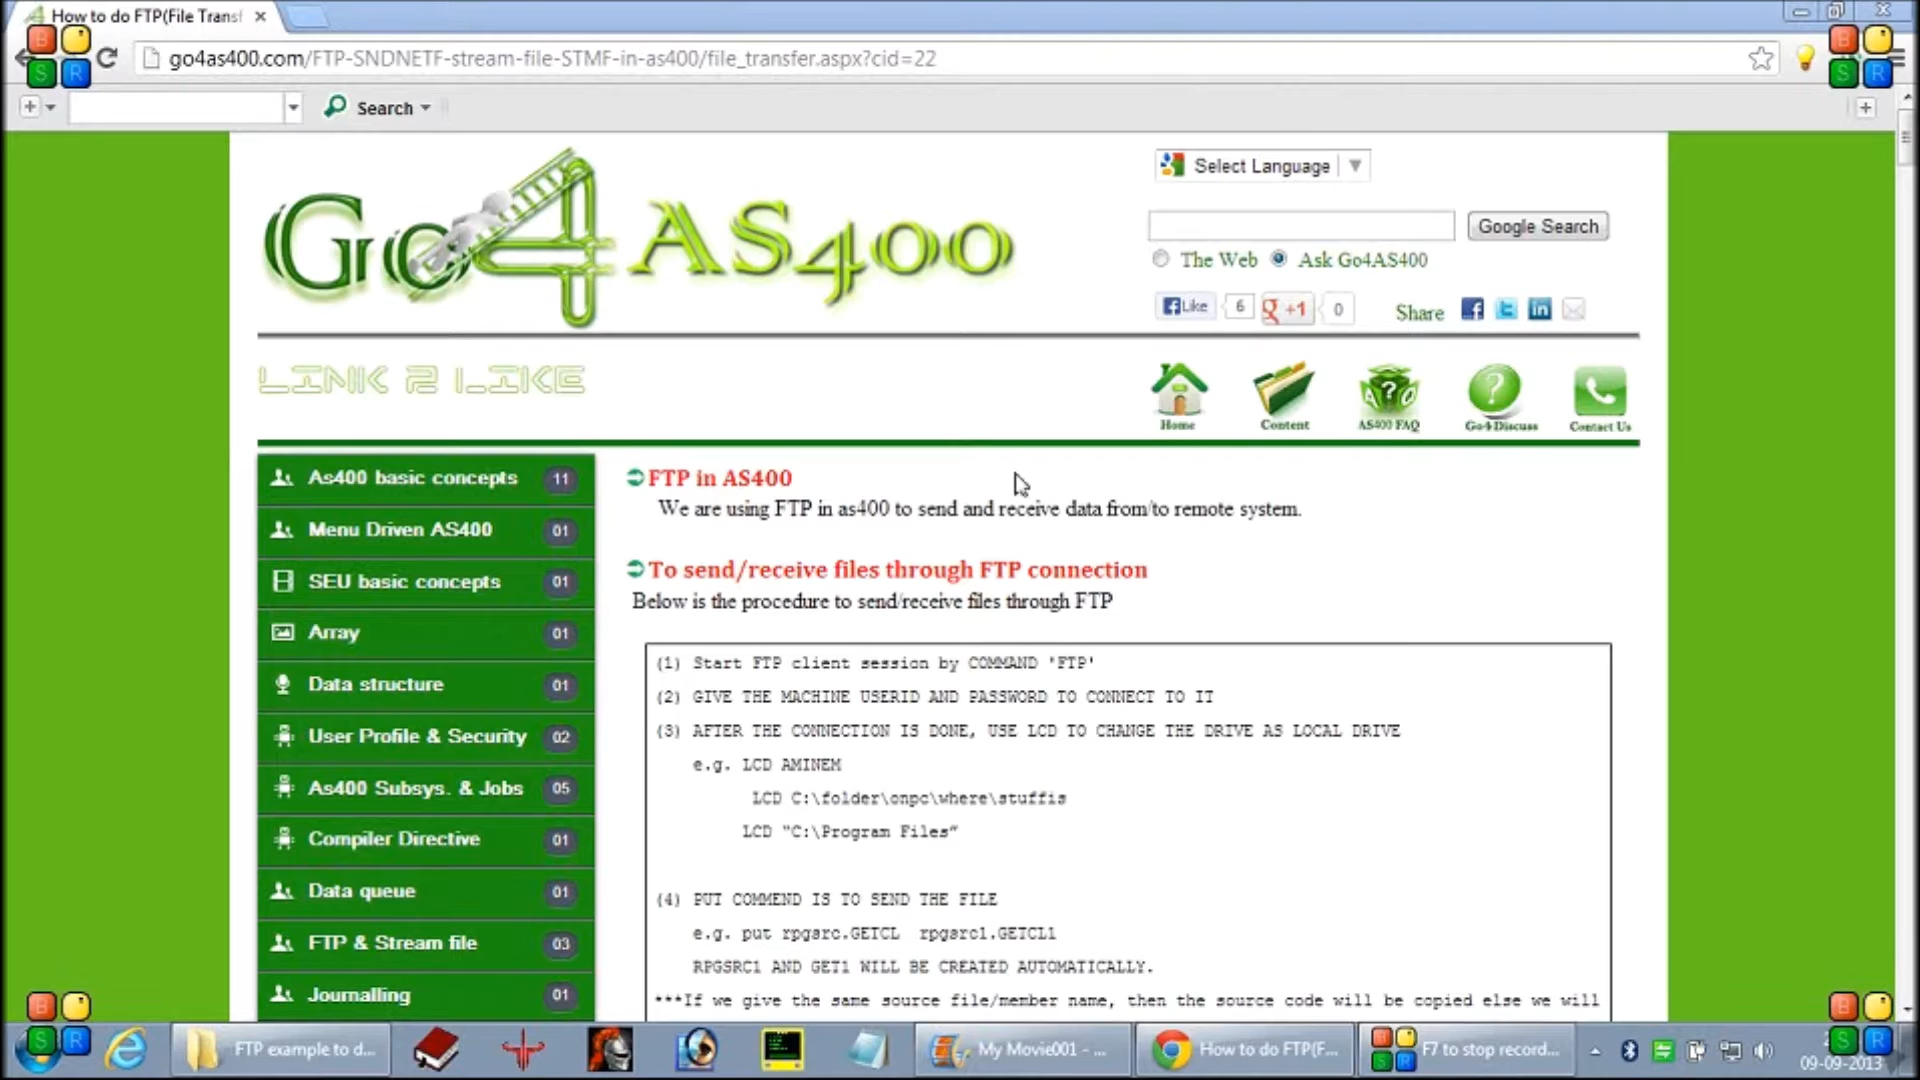 How to do FTP(File Transf
go4as400.com/FTP-SNDNETF-stream-file-STMF-in-as400/file_transfer.aspx?cid=22
Search
Go4AS400
Select Language
Google Search
The Web
Ask Go4AS400
Like
6
+1
0
Share
LINK 2 LIKE
Home
Content
AS400 FAQ
Go4Discuss
Contact Us
As400 basic concepts 11
Menu Driven AS400 01
SEU basic concepts 01
Array 01
Data structure 01
User Profile & Security 02
As400 Subsys. & Jobs 05
Compiler Directive 01
Data queue 01
FTP & Stream file 03
Journalling 01
FTP in AS400
We are using FTP in as400 to send and receive data from/to remote system.
To send/receive files through FTP connection
Below is the procedure to send/receive files through FTP
(1) Start FTP client session by COMMAND 'FTP'
(2) GIVE THE MACHINE USERID AND PASSWORD TO CONNECT TO IT
(3) AFTER THE CONNECTION IS DONE, USE LCD TO CHANGE THE DRIVE AS LOCAL DRIVE
e.g. LCD AMINEM
LCD C:\folder\onpc\where\stuffis
LCD "C:\Program Files"
(4) PUT COMMEND IS TO SEND THE FILE
e.g. put rpgsrc.GETCL rpgsrc1.GETCL1
RPGSRC1 AND GET1 WILL BE CREATED AUTOMATICALLY.
***If we give the same source file/member name, then the source code will be copied else we will
FTP example to d...
My Movie001 - ...
How to do FTP(F...
F7 to stop record...
09-09-2013
B
S
R
B
S
R
B
S
R
B
S
R